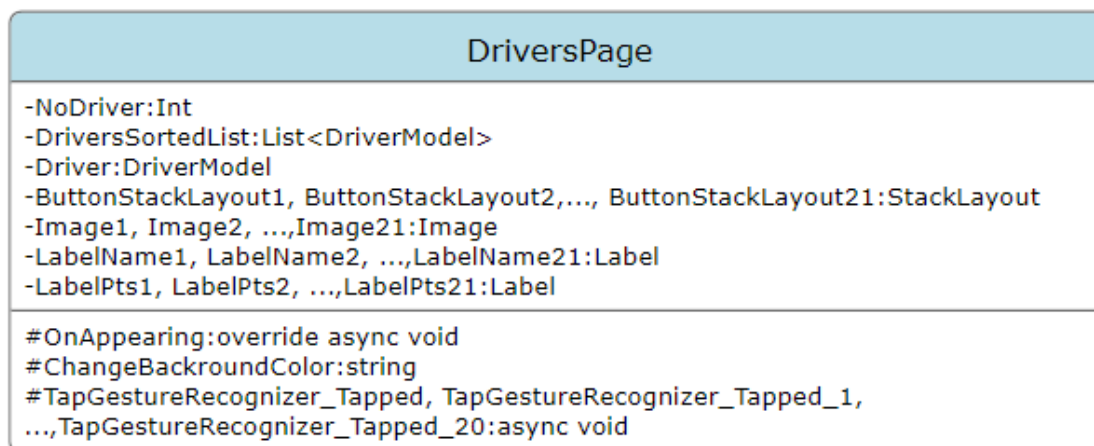 DriversPage
-NoDriver:Int
-DriversSortedList:List<DriverModel>
-Driver:DriverModel
-ButtonStackLayout1, ButtonStackLayout2,..., ButtonStackLayout21:StackLayout
-Image1, Image2, ...,Image21:Image
-LabelName1, LabelName2, ...,LabelName21:Label
-LabelPts1, LabelPts2, ...,LabelPts21:Label
#OnAppearing:override async void
#ChangeBackroundColor:string
#TapGestureRecognizer_Tapped, TapGestureRecognizer_Tapped_1,
...,TapGestureRecognizer_Tapped_20:async void